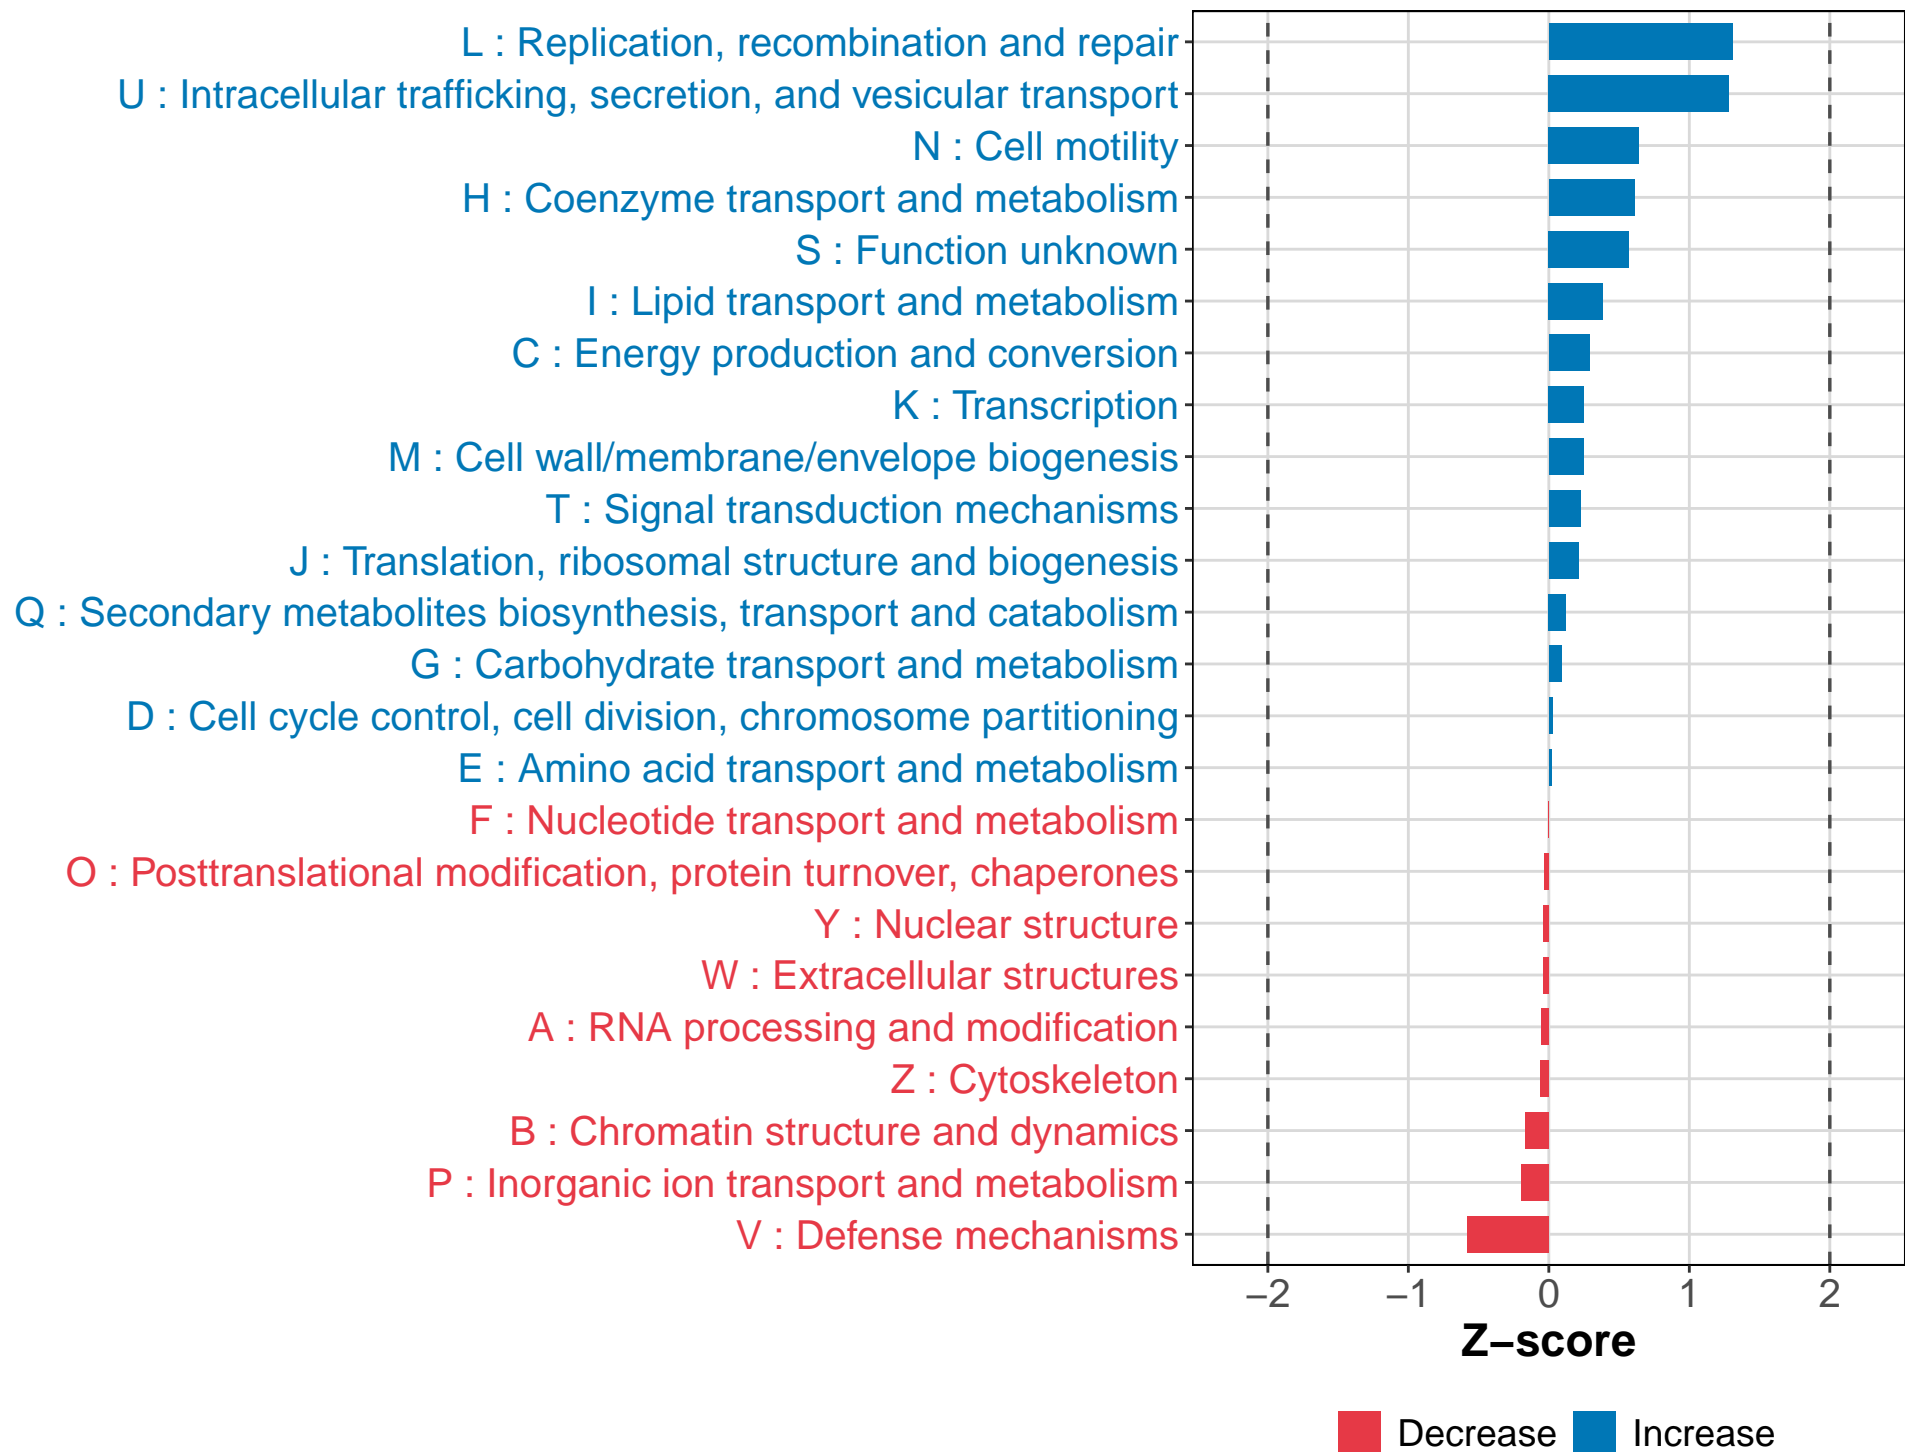 L : Replication, recombination and repair
U : Intracellular trafficking, secretion, and vesicular transport
N : Cell motility
H : Coenzyme transport and metabolism
S : Function unknown
I : Lipid transport and metabolism
C : Energy production and conversion
K : Transcription
M : Cell wall/membrane/envelope biogenesis
T : Signal transduction mechanisms
J : Translation, ribosomal structure and biogenesis
Q : Secondary metabolites biosynthesis, transport and catabolism
G : Carbohydrate transport and metabolism
D : Cell cycle control, cell division, chromosome partitioning
E : Amino acid transport and metabolism
F : Nucleotide transport and metabolism
O : Posttranslational modification, protein turnover, chaperones
Y : Nuclear structure
W : Extracellular structures
A : RNA processing and modification
Z : Cytoskeleton
B : Chromatin structure and dynamics
P : Inorganic ion transport and metabolism
V : Defense mechanisms
−2 −1 0 1 2
Z−score
Decrease Increase